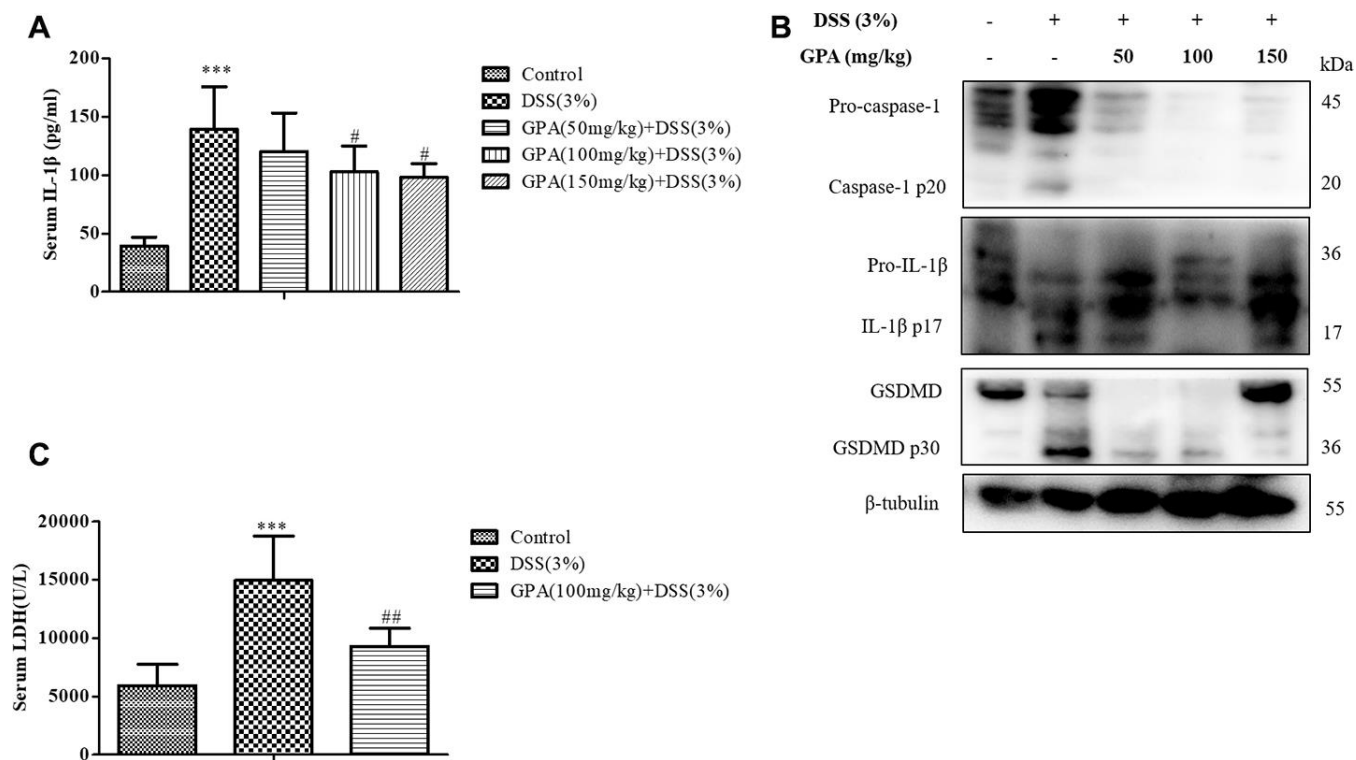 A
Serum IL-1β (pg/ml)
200
150
100
50
0
***
#
#
Control
DSS(3%)
GPA(50mg/kg)+DSS(3%)
GPA(100mg/kg)+DSS(3%)
GPA(150mg/kg)+DSS(3%)
B
DSS (3%) - + + + +
GPA (mg/kg) - - 50 100 150
kDa
Pro-caspase-1 45
Caspase-1 p20 20
Pro-IL-1β 36
IL-1β p17 17
GSDMD 55
GSDMD p30 36
β-tubulin 55
C
Serum LDH(U/L)
20000
15000
10000
5000
0
***
##
Control
DSS(3%)
GPA(100mg/kg)+DSS(3%)